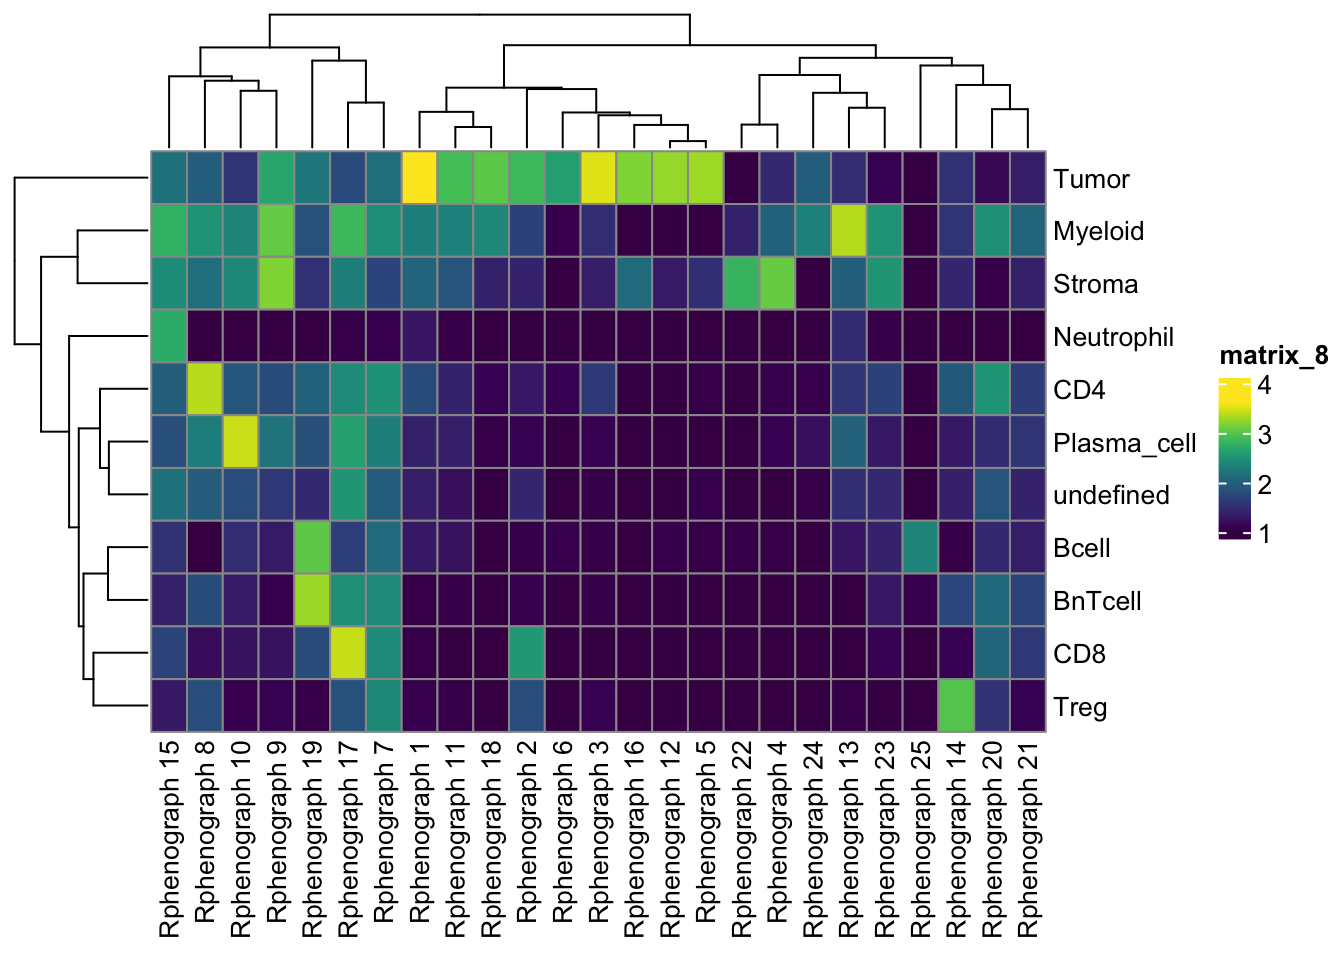 Tumor
Myeloid
Stroma
Neutrophil
CD4
Plasma_cell
undefined
Bcell
BnTcell
CD8
Treg
matrix_8
4
3
2
1
Rphenograph 15
Rphenograph 8
Rphenograph 10
Rphenograph 9
Rphenograph 19
Rphenograph 17
Rphenograph 7
Rphenograph 1
Rphenograph 11
Rphenograph 18
Rphenograph 2
Rphenograph 6
Rphenograph 3
Rphenograph 16
Rphenograph 12
Rphenograph 5
Rphenograph 22
Rphenograph 4
Rphenograph 24
Rphenograph 13
Rphenograph 23
Rphenograph 25
Rphenograph 14
Rphenograph 20
Rphenograph 21